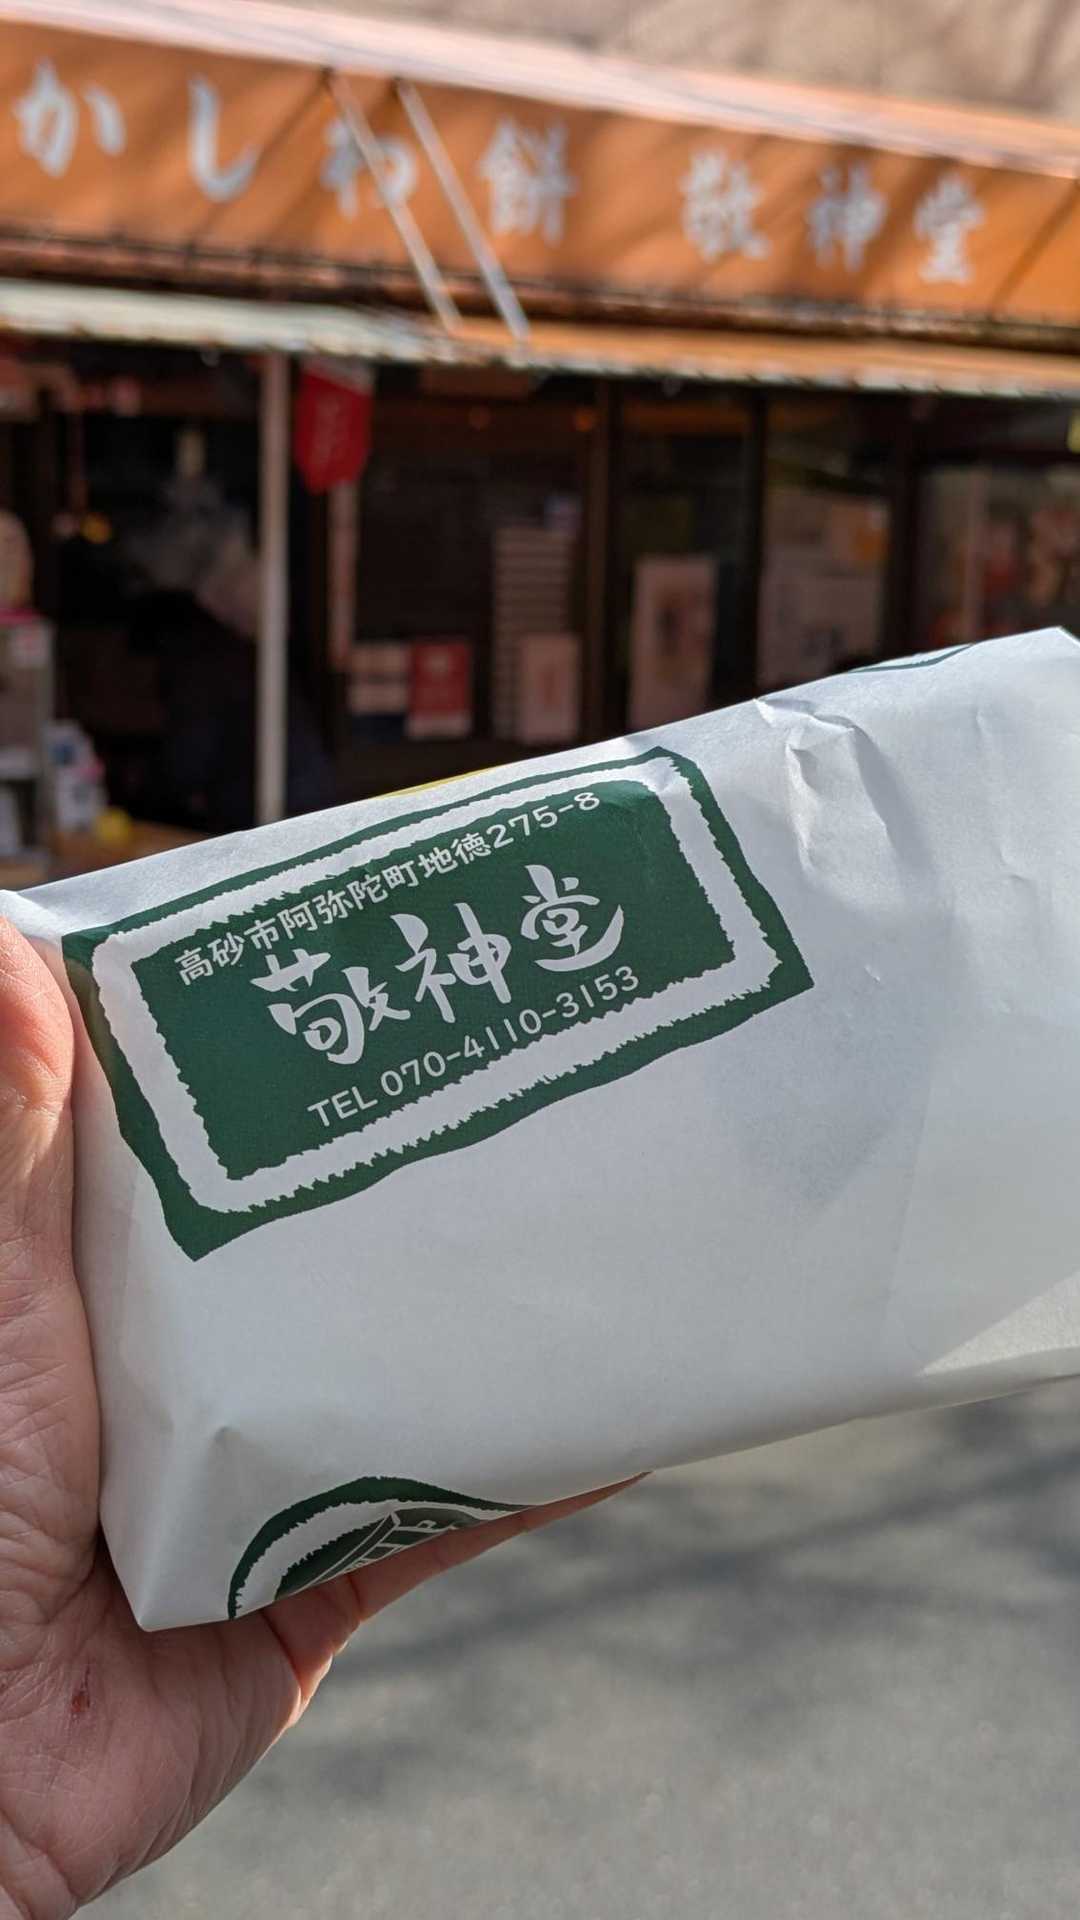 かしわ餅 敬神堂
高砂市阿弥陀町地徳275-8
敬神堂
TEL 070-4110-3153